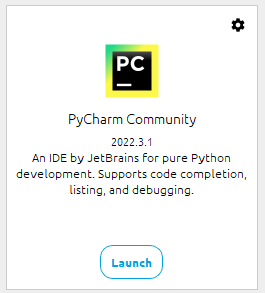 PC
PyCharm Community
2022.3.1
An IDE by JetBrains for pure Python
development. Supports code completion,
listing, and debugging.
Launch